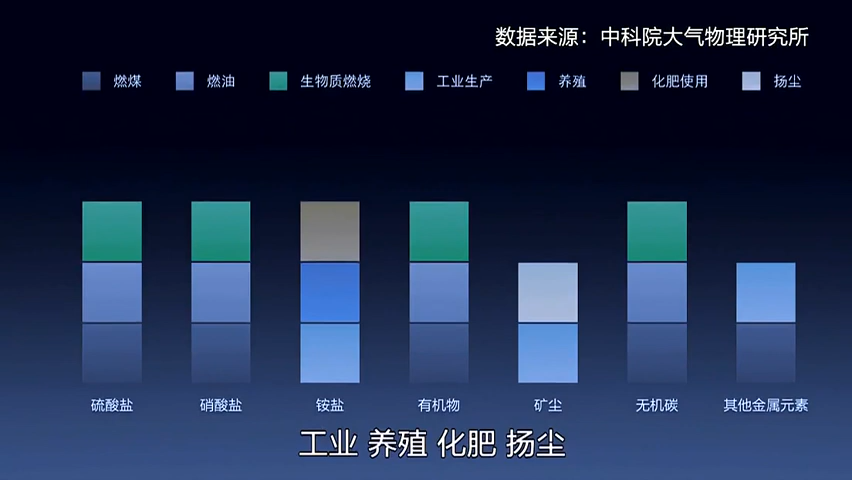 数据来源：中科院大气物理研究所
燃煤 燃油 生物质燃烧 工业生产 养殖 化肥使用 扬尘
硫酸盐 硝酸盐 铵盐 有机物 矿尘 无机碳 其他金属元素
工业 养殖 化肥 扬尘